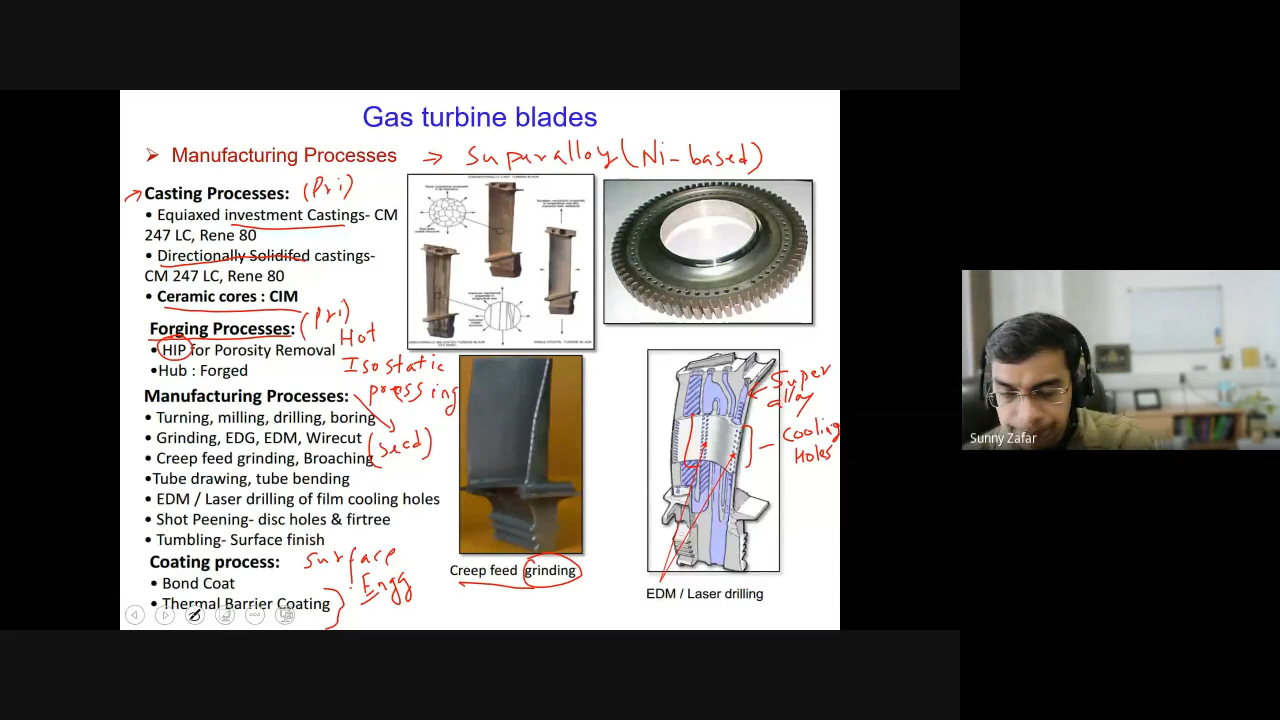 Gas turbine blades
➢ Manufacturing Processes → Superalloy (Ni-based)
→ Casting Processes: (Pri)
• Equiaxed investment Castings- CM
247 LC, Rene 80
• Directionally Solidifed castings-
CM 247 LC, Rene 80
• Ceramic cores : CIM
Forging Processes: (Pri)
• HIP for Porosity Removal
Hot
Isostatic
pressing
•Hub : Forged
Manufacturing Processes:
• Turning, milling, drilling, boring
• Grinding, EDG, EDM, Wirecut
(Secd)
• Creep feed grinding, Broaching
•Tube drawing, tube bending
• EDM / Laser drilling of film cooling holes
• Shot Peening- disc holes & firtree
• Tumbling- Surface finish
Coating process:
Surface
Engg
• Bond Coat
• Thermal Barrier Coating
Creep feed grinding
Super
alloy
Cooling
Holes
EDM / Laser drilling
Sunny Zafar